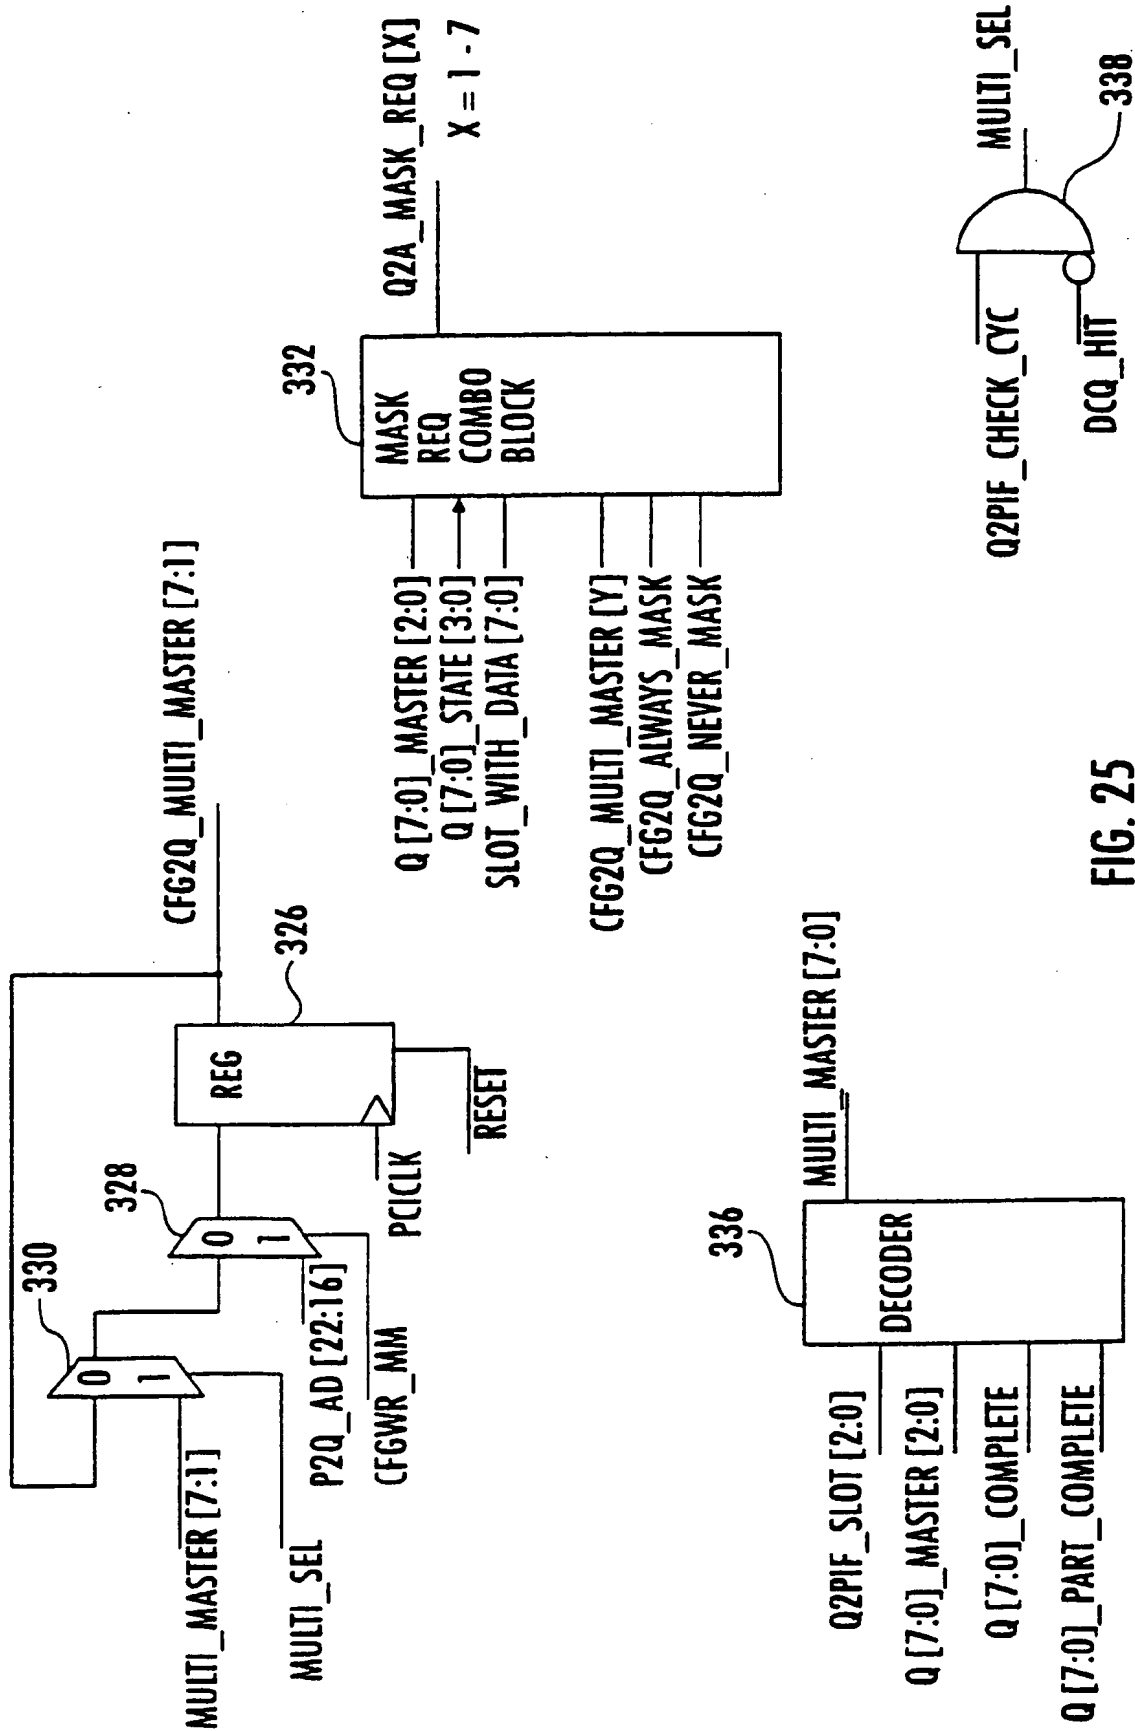 330
0
1
MULTI_MASTER [7:1]
MULTI_SEL
328
0
1
P2Q_AD [22:16]
CFGWR_MM
REG
326
PCICLK
RESET
CFG2Q_MULTI_MASTER [7:1]
332
MASK
REQ
COMBO
BLOCK
Q [7:0]_MASTER [2:0]
Q [7:0]_STATE [3:0]
SLOT_WITH_DATA [7:0]
CFG2Q_MULTI_MASTER [Y]
CFG2Q_ALWAYS_MASK
CFG2Q_NEVER_MASK
Q2A_MASK_REQ [X]
X = 1 - 7
336
DECODER
Q2PIF_SLOT [2:0]
Q [7:0]_MASTER [2:0]
Q [7:0]_COMPLETE
Q [7:0]_PART_COMPLETE
MULTI_MASTER [7:0]
Q2PIF_CHECK_CYC
DCQ_HIT
MULTI_SEL
338
FIG. 25